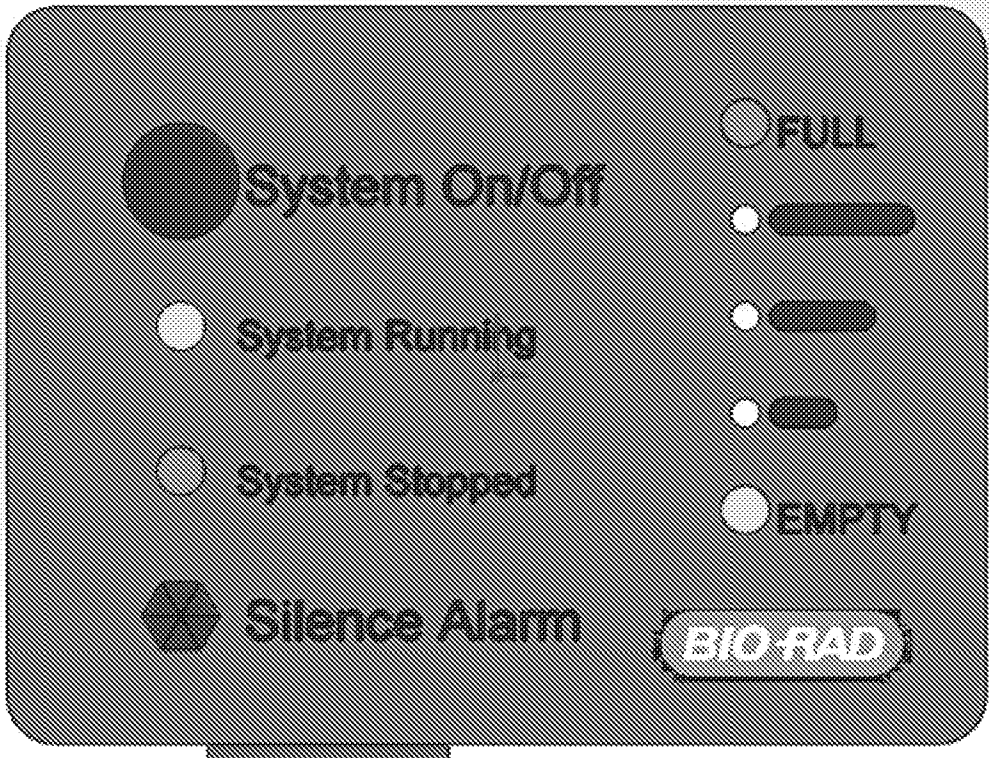 System On/Off
System Running
System Stopped
Silence Alarm
FULL
EMPTY
BIO-RAD